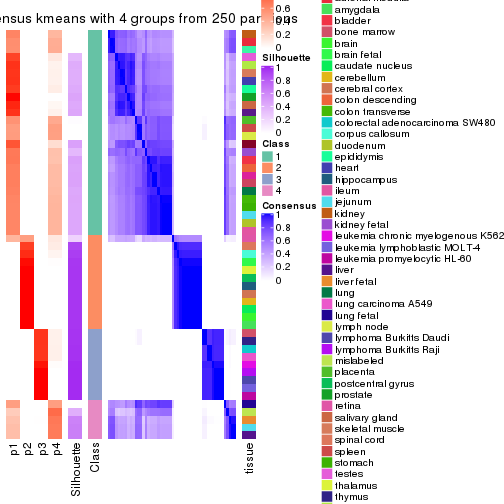 ensus kmeans with 4 groups from 250 par
p1
p2
p3
p4
Silhouette
Class
tissue
0.6
0
Silhouette
1
0.8
0.6
0.4
0.2
0
Class
1
2
3
4
Consensus
1
0.8
0.6
0.4
0.2
0
amygdala
bladder
bone marrow
brain
brain fetal
caudate nucleus
cerebellum
cerebral cortex
colon descending
colon transverse
colorectal adenocarcinoma SW480
corpus callosum
duodenum
epididymis
heart
hippocampus
ileum
jejunum
kidney
kidney fetal
leukemia chronic myelogenous K562
leukemia lymphoblastic MOLT-4
leukemia promyelocytic HL-60
liver
liver fetal
lung
lung carcinoma A549
lung fetal
lymph node
lymphoma Burkitts Daudi
lymphoma Burkitts Raji
mislabeled
placenta
postcentral gyrus
prostate
retina
salivary gland
skeletal muscle
spinal cord
spleen
stomach
testes
thalamus
thymus